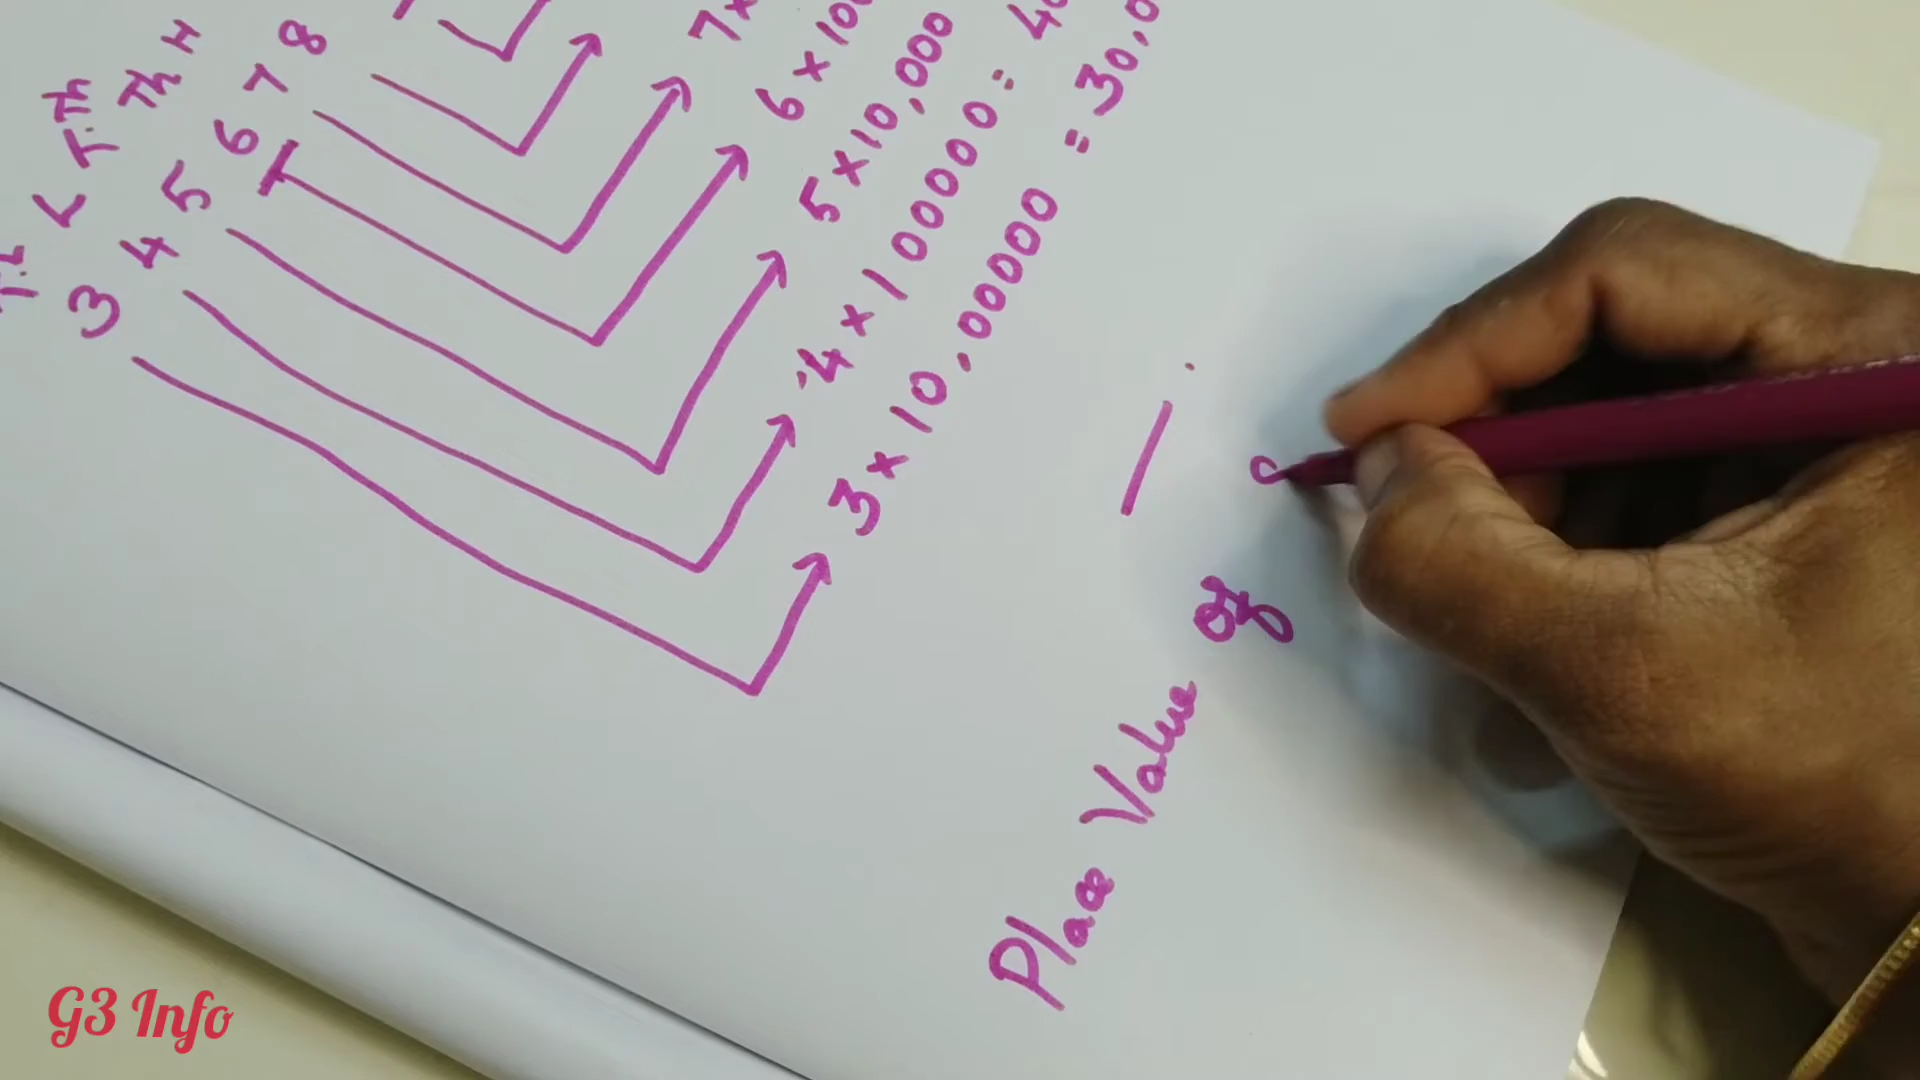 T.L L T.Th Th H
3 4 5 6 7 8
7×
6×100
5×10,000
4×100000= 40
3×10,00000 = 30,0
Place Value of
G3 Info